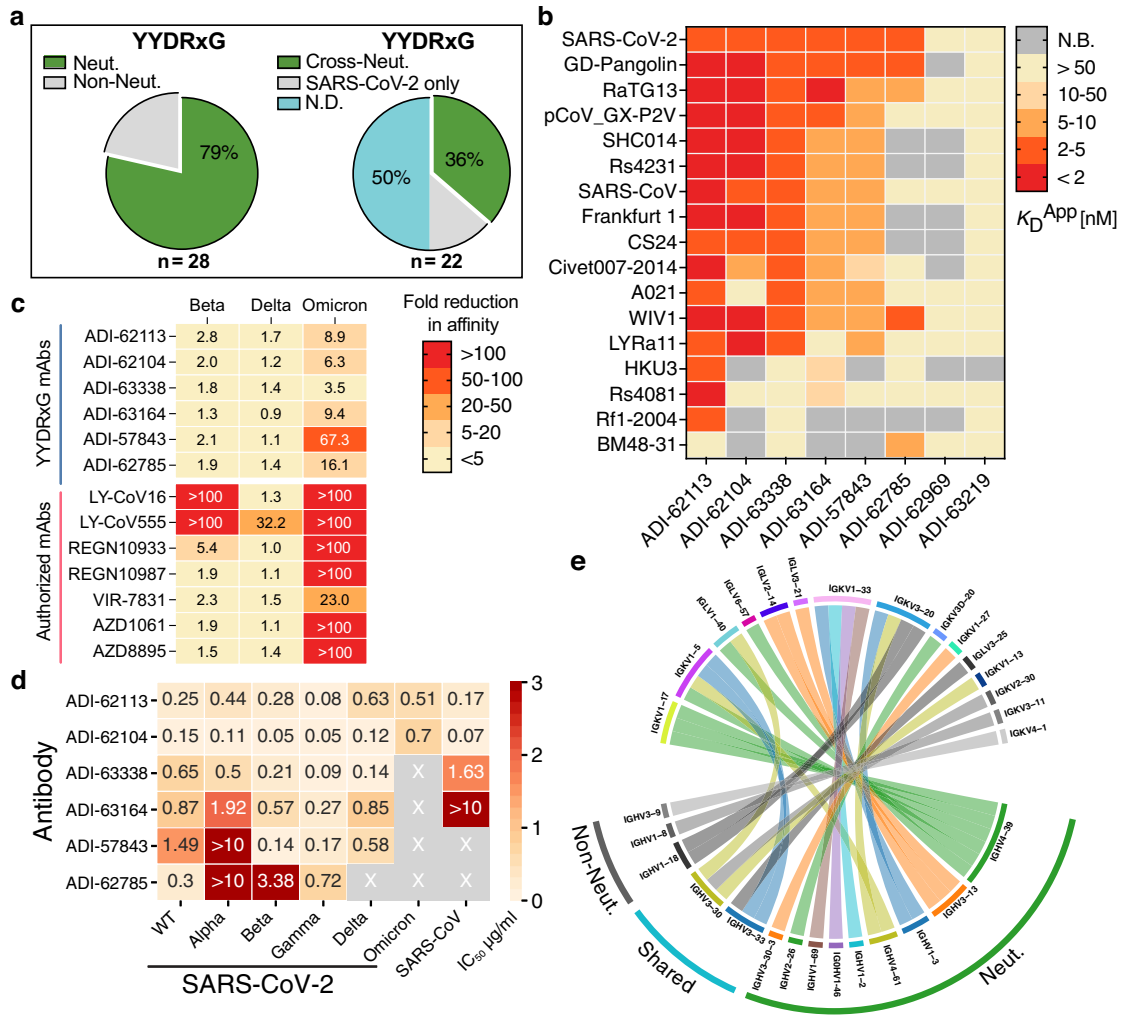 a
YYDRxG
Neut.
Non-Neut.
79%
n = 28
YYDRxG
Cross-Neut.
SARS-CoV-2 only
N.D.
36%
50%
n = 22
b
SARS-CoV-2
GD-Pangolin
RaTG13
pCoV_GX-P2V
SHC014
Rs4231
SARS-CoV
Frankfurt 1
CS24
Civet007-2014
A021
WIV1
LYRa11
HKU3
Rs4081
Rf1-2004
BM48-31
ADI-62113
ADI-62104
ADI-63338
ADI-63164
ADI-57843
ADI-62785
ADI-62969
ADI-63219
N.B.
> 50
10-50
5-10
2-5
< 2
KD App [nM]
c
Beta Delta Omicron
YYDRxG mAbs
ADI-62113 2.8 1.7 8.9
ADI-62104 2.0 1.2 6.3
ADI-63338 1.8 1.4 3.5
ADI-63164 1.3 0.9 9.4
ADI-57843 2.1 1.1 67.3
ADI-62785 1.9 1.4 16.1
Authorized mAbs
LY-CoV16 >100 1.3 >100
LY-CoV555 >100 32.2 >100
REGN10933 5.4 1.0 >100
REGN10987 1.9 1.1 >100
VIR-7831 2.3 1.5 23.0
AZD1061 1.9 1.1 >100
AZD8895 1.5 1.4 >100
Fold reduction
in affinity
>100
50-100
20-50
5-20
<5
d
Antibody
ADI-62113 0.25 0.44 0.28 0.08 0.63 0.51 0.17
ADI-62104 0.15 0.11 0.05 0.05 0.12 0.7 0.07
ADI-63338 0.65 0.5 0.21 0.09 0.14 X 1.63
ADI-63164 0.87 1.92 0.57 0.27 0.85 X >10
ADI-57843 1.49 >10 0.14 0.17 0.58 X X
ADI-62785 0.3 >10 3.38 0.72 X X X
WT
Alpha
Beta
Gamma
Delta
Omicron
SARS-CoV
SARS-CoV-2
3
2
1
0
IC50 µg/ml
e
IGKV1-17
IGKV1-5
IGLV1-40
IGLV6-57
IGLV2-14
IGLV3-21
IGKV1-33
IGKV3-20
IGKV3D-20
IGKV1-27
IGLV3-25
IGKV1-13
IGKV2-30
IGKV3-11
IGKV4-1
IGHV4-39
IGHV3-13
IGHV1-3
IGHV4-61
IGHV1-2
IG0HV1-46
IGHV1-69
IGHV2-26
IGHV3-30-3
IGHV3-33
IGHV3-30
IGHV1-18
IGHV1-8
IGHV3-9
Non-Neut.
Shared
Neut.